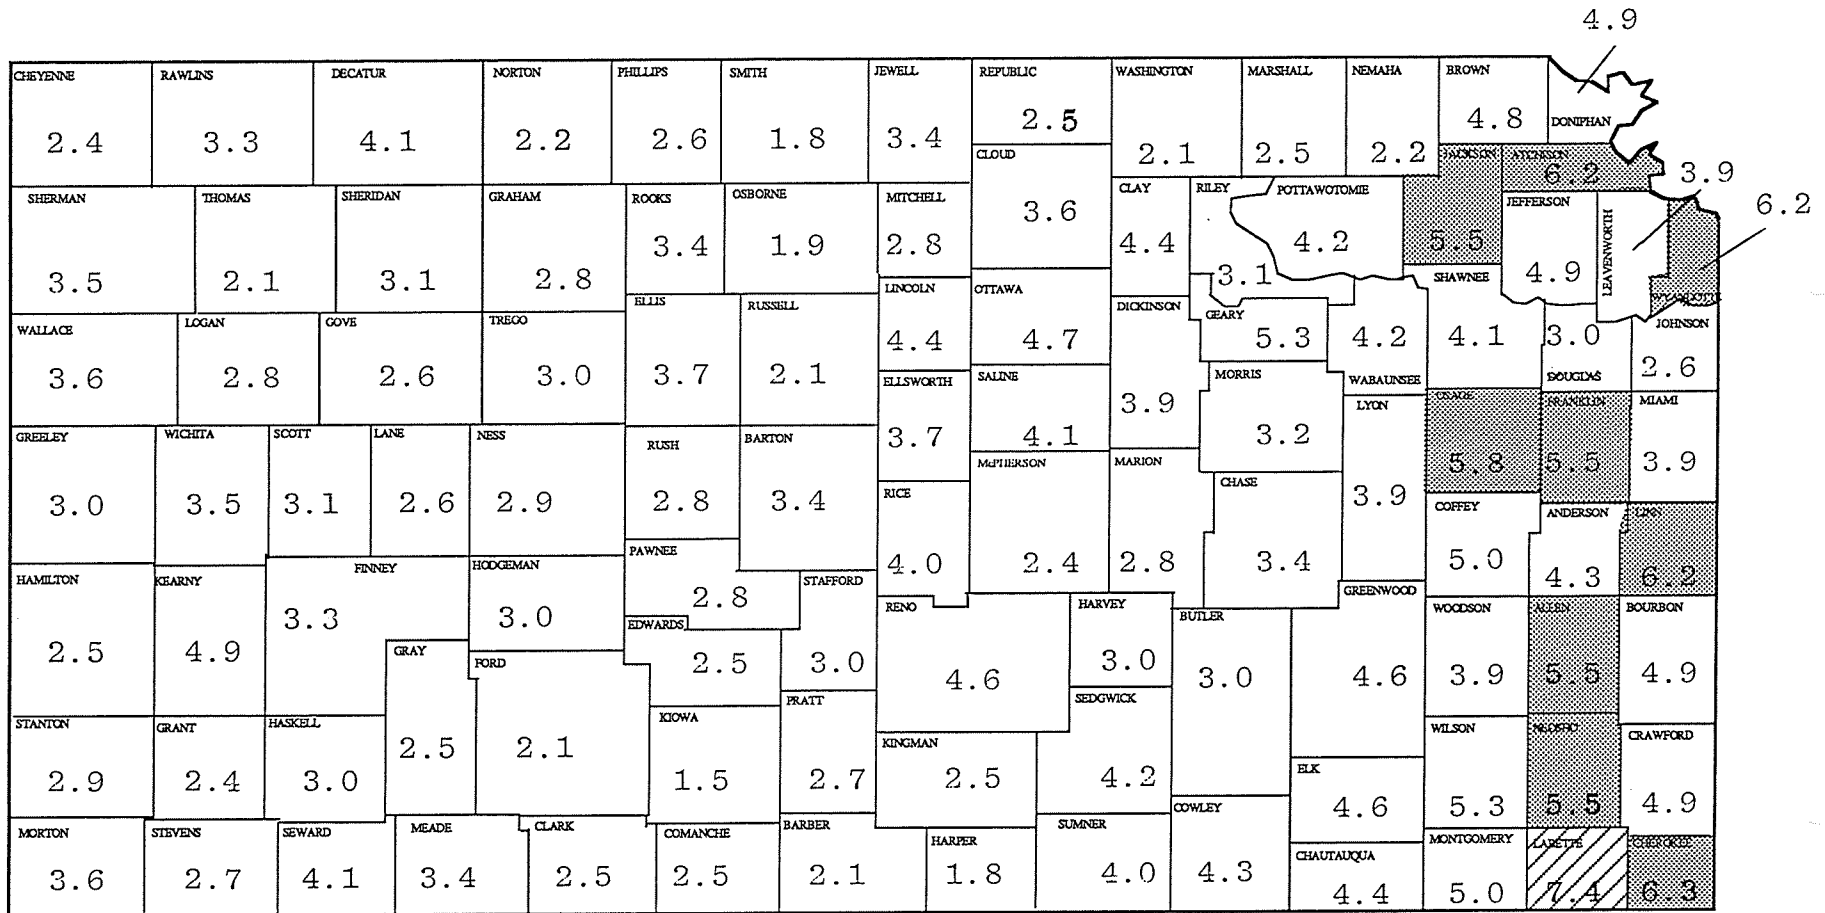 4.9
CHEYENNE RAWLINS DECATUR NORTON PHILLIPS SMITH JEWELL REPUBLIC WASHINGTON MARSHALL NEMAHA BROWN
2.4 3.3 4.1 2.2 2.6 1.8 3.4 2.5 2.1 2.5 2.2 4.8 DONIPHAN
CLOUD JACKSON ATCHISON
6.2 3.9
SHERMAN THOMAS SHERIDAN GRAHAM ROOKS OSBORNE MITCHELL CLAY RILEY POTTAWOTOMIE JEFFERSON LEAVENWORTH
6.2
3.5 2.1 3.1 2.8 3.4 1.9 2.8 3.6 4.4 3.1 4.2 5.5 4.9
WYANDOTTE
ELLIS RUSSELL LINCOLN OTTAWA DICKINSON GEARY SHAWNEE JOHNSON
WALLACE LOGAN GOVE TREGO
3.6 2.8 2.6 3.0 3.7 2.1 4.4 4.7 5.3 4.2 4.1 3.0 2.6
ELLSWORTH SALINE MORRIS WABAUNSEE DOUGLAS
3.9
LYON OSAGE FRANKLIN MIAMI
GREELEY WICHITA SCOTT LANE NESS RUSH BARTON
3.7 4.1 3.2 5.8 5.5 3.9
McPHERSON MARION CHASE
3.0 3.5 3.1 2.6 2.9 2.8 3.4 RICE 3.9
COFFEY ANDERSON LINN
PAWNEE
HAMILTON KEARNY FINNEY HODGEMAN STAFFORD
4.0 2.4 2.8 3.4 5.0 4.3 6.2
2.8
GREENWOOD
3.3 3.0 EDWARDS RENO HARVEY BUTLER WOODSON ALLEN BOURBON
2.5 4.9 GRAY FORD 2.5 3.0 4.6 3.0 3.0 4.6 3.9 5.5 4.9
PRATT SEDGWICK
STANTON GRANT HASKELL KIOWA KINGMAN WILSON NEOSHO CRAWFORD
2.5 2.1
2.9 2.4 3.0 1.5 2.7 2.5 4.2 ELK
4.6 5.3 5.5 4.9
COWLEY
MORTON STEVENS SEWARD MEADE CLARK COMANCHE BARBER HARPER SUMNER CHAUTAUQUA MONTGOMERY LABETTE CHEROKEE
3.6 2.7 4.1 3.4 2.5 2.5 2.1 1.8 4.0 4.3 4.4 5.0 7.4 6.3